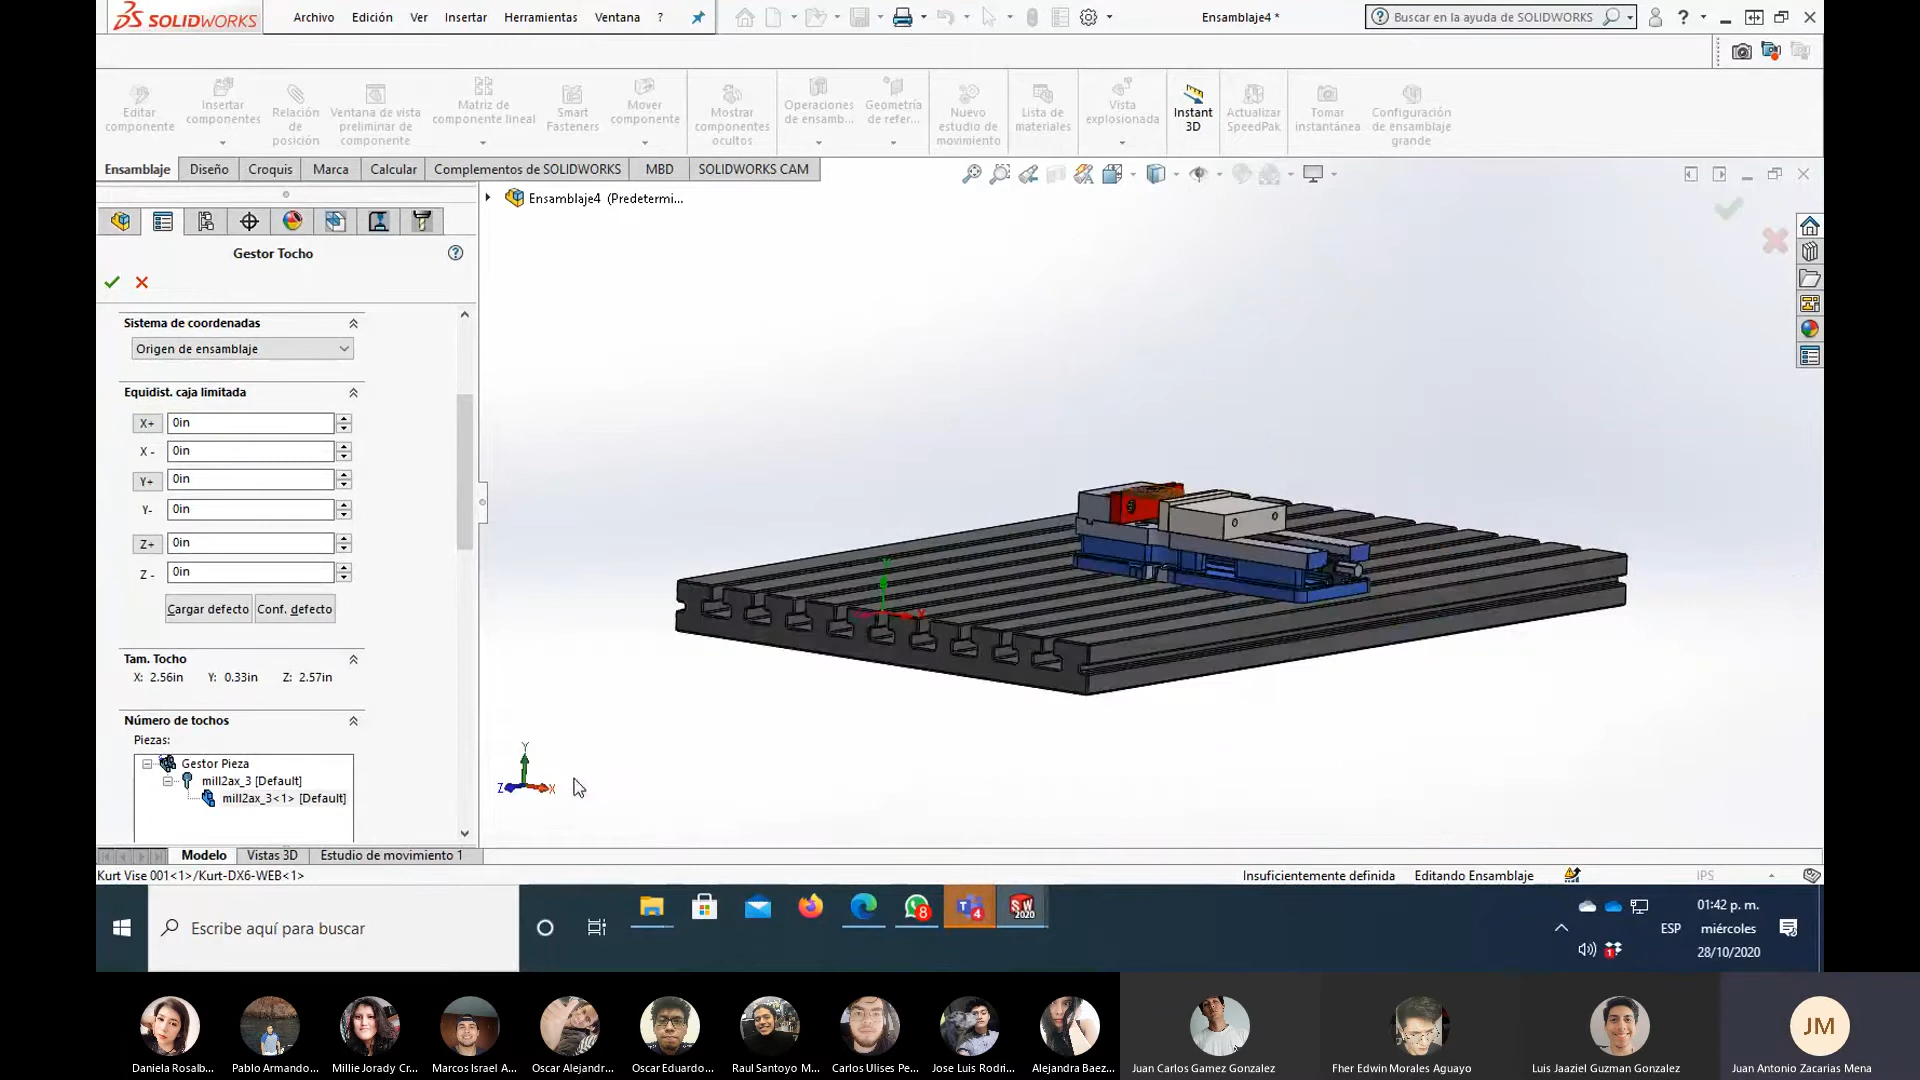 SOLIDWORKS
Archivo Edición Ver Insertar Herramientas Ventana ?
Ensamblaje4 *
Buscar en la ayuda de SOLIDWORKS
?
Editar componente
Insertar componentes
Relación de posición
Ventana de vista preliminar de componente
Matriz de componente lineal
Smart Fasteners
Mover componente
Mostrar componentes ocultos
Operaciones de ensamb...
Geometría de refer...
Nuevo estudio de movimiento
Lista de materiales
Vista explosionada
Instant 3D
Actualizar SpeedPak
Tomar instantánea
Configuración de ensamblaje grande
Ensamblaje Diseño Croquis Marca Calcular Complementos de SOLIDWORKS MBD SOLIDWORKS CAM
Ensamblaje4 (Predetermi...
Gestor Tocho
Sistema de coordenadas
Origen de ensamblaje
Equidist. caja limitada
X+ 0in
X - 0in
Y+ 0in
Y- 0in
Z+ 0in
Z - 0in
Cargar defecto Conf. defecto
Tam. Tocho
X: 2.56in Y: 0.33in Z: 2.57in
Número de tochos
Piezas:
Gestor Pieza
mill2ax_3 [Default]
mill2ax_3<1> [Default]
Y
X
Y
Z X
Modelo Vistas 3D Estudio de movimiento 1
Kurt Vise 001<1>/Kurt-DX6-WEB<1>
Insuficientemente definida Editando Ensamblaje IPS
Escribe aquí para buscar
8
4
SW 2020
ESP
1
01:42 p. m.
miércoles
28/10/2020
JM
Daniela Rosalb... Pablo Armando... Millie Jorady Cr... Marcos Israel A... Oscar Alejandr... Oscar Eduardo... Raul Santoyo M... Carlos Ulises Pe... Jose Luis Rodri... Alejandra Baez... Juan Carlos Gamez Gonzalez Fher Edwin Morales Aguayo Luis Jaaziel Guzman Gonzalez Juan Antonio Zacarias Mena